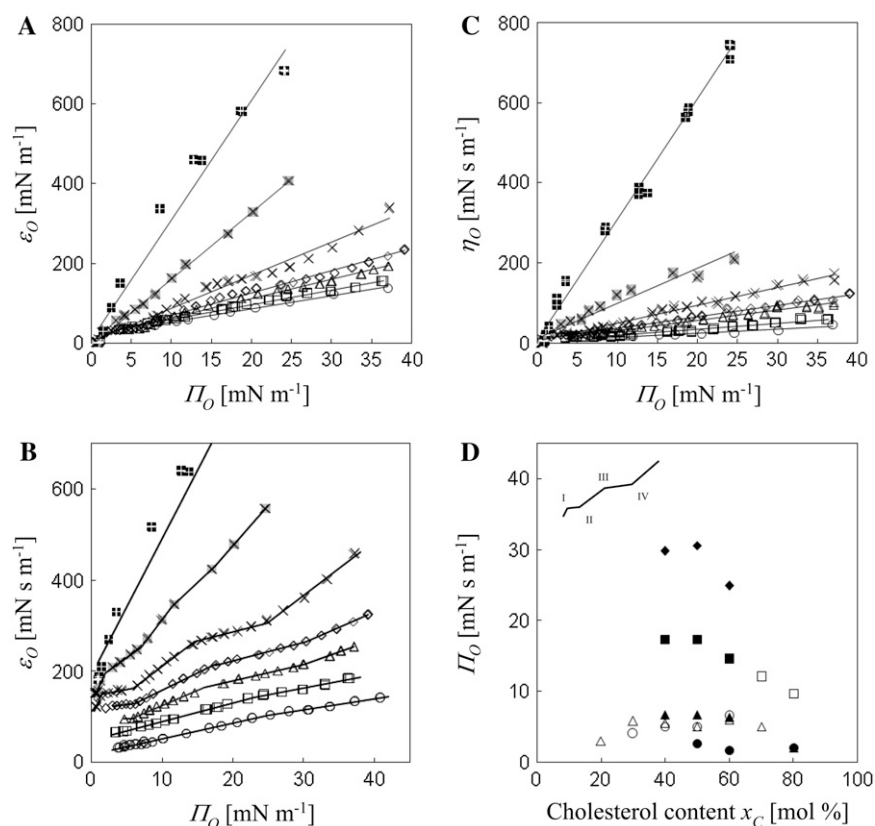 A
C
800
600
400
200
0
ε_O [mN m⁻¹]
0 5 10 15 20 25 30 35 40
Π_O [mN m⁻¹]
800
600
400
200
0
η_O [mN s m⁻¹]
0 5 10 15 20 25 30 35 40
Π_O [mN m⁻¹]
B
D
600
400
200
0
ε_O [mN s m⁻¹]
0 10 20 30 40
Π_O [mN m⁻¹]
40
30
20
10
0
Π_O [mN s m⁻¹]
I
II
III
IV
0 20 40 60 80 100
Cholesterol content x_C [mol %]